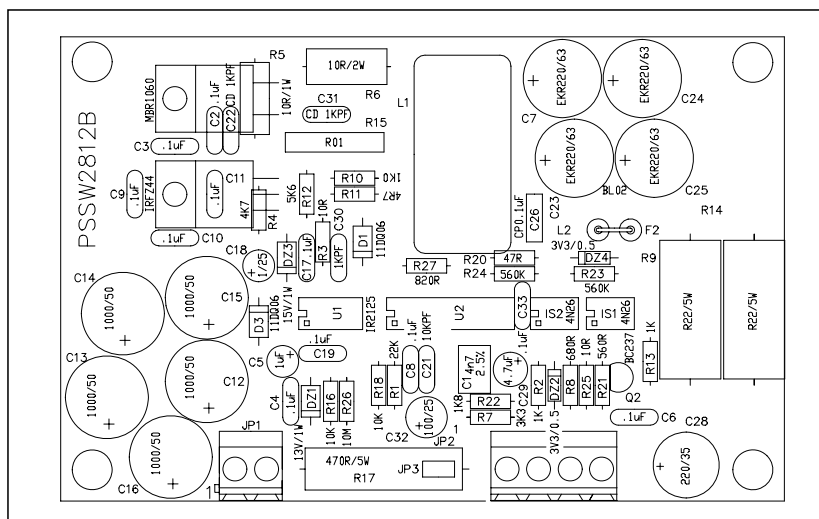 PSSW2812B
MBR1060
.1uF
C2
C22
CD 1KPF
R5
10R/1W
10R/2W
R6
C31
CD 1KPF
R15
R01
L1
C7
EKR220/63
EKR220/63
C24
EKR220/63
EKR220/63
C25
C3
.1uF
C9
.1uF
IRFZ44
C11
.1uF
4K7
R4
5K6
R12
R10
1K0
R11
4R7
10R
R3
C30
1KPF
D1
11DQ06
.1uF
C10
C18
1/25
DZ3
15V/1W
C17
.1uF
BL02
CP0.1uF
C26
C23
L2
F2
3V3/0.5
DZ4
R23
560K
R14
R9
R22/5W
R22/5W
R27
820R
R20
47R
R24
560K
C14
1000/50
C15
1000/50
D3
11DQ06
U1
IR2125
U2
C33
.1uF
IS2
4N26
IS1
4N26
C13
1000/50
C12
1000/50
C5
1uF
.1uF
C19
C4
.1uF
DZ1
13V/1W
R16
10K
R26
10M
R18
10K
R1
22K
C8
.1uF
C21
10KPF
C32
100/25
C14n7
2.5%
4.7uF
C29
1K8
R22
R7
3K3
R2
1K
DZ2
3V3/0.5
R8
680R
R25
10R
R21
560R
BC237
Q2
R13
1K
.1uF
C6
C28
220/35
1000/50
C16
JP1
1
470R/5W
R17
JP2
1
JP3